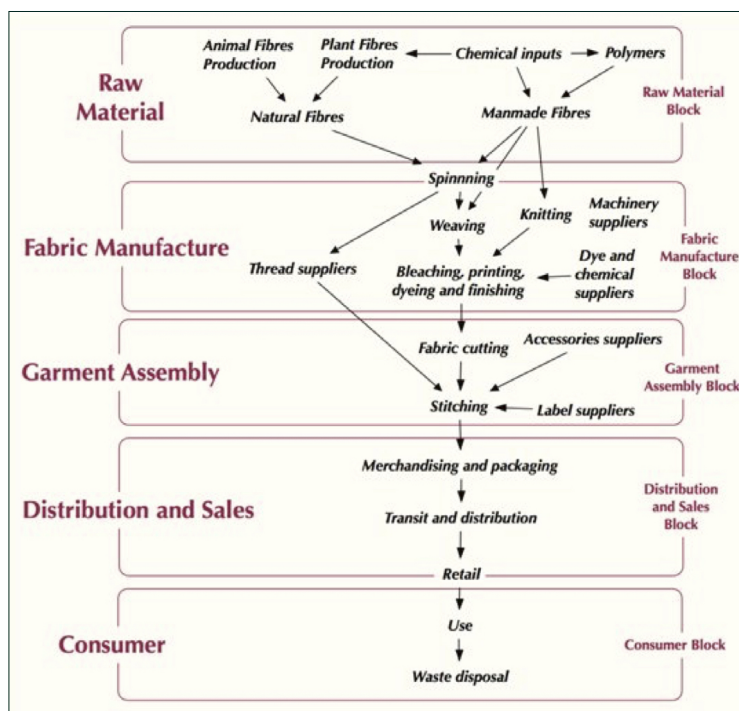 Animal Fibres
Production
Plant Fibres
Production
Chemical inputs
Polymers
Raw
Material
Natural Fibres
Manmade Fibres
Raw Material
Block
Spinnning
Weaving
Knitting
Machinery
suppliers
Fabric Manufacture
Thread suppliers
Bleaching, printing,
dyeing and finishing
Dye and
chemical
suppliers
Fabric
Manufacture
Block
Fabric cutting
Accessories suppliers
Garment Assembly
Stitching
Label suppliers
Garment
Assembly Block
Merchandising and packaging
Distribution and Sales
Transit and distribution
Distribution
and Sales
Block
Retail
Use
Consumer
Waste disposal
Consumer Block